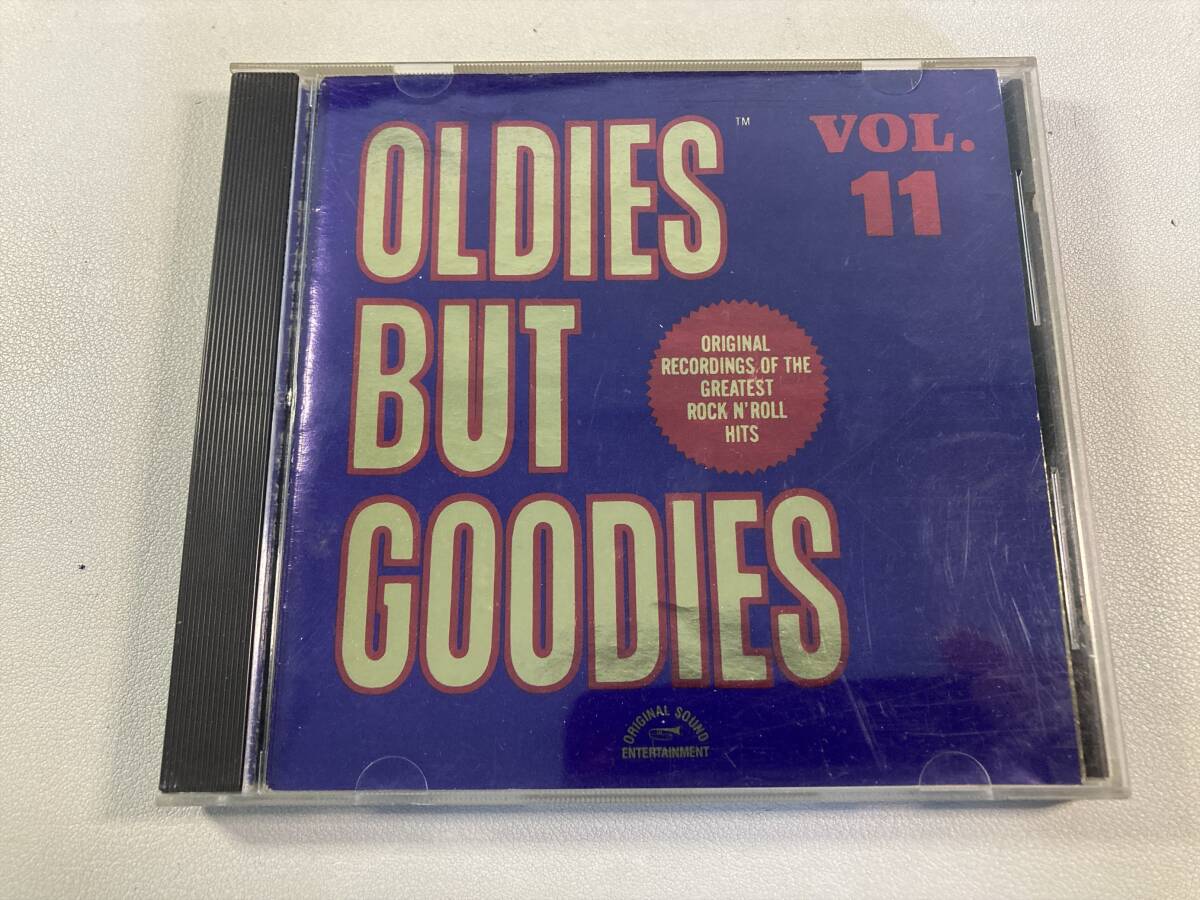 OLDIES™
BUT
GOODIES
VOL.
11
ORIGINAL
RECORDINGS OF THE
GREATEST
ROCK N' ROLL
HITS
ORIGINAL SOUND
ENTERTAINMENT